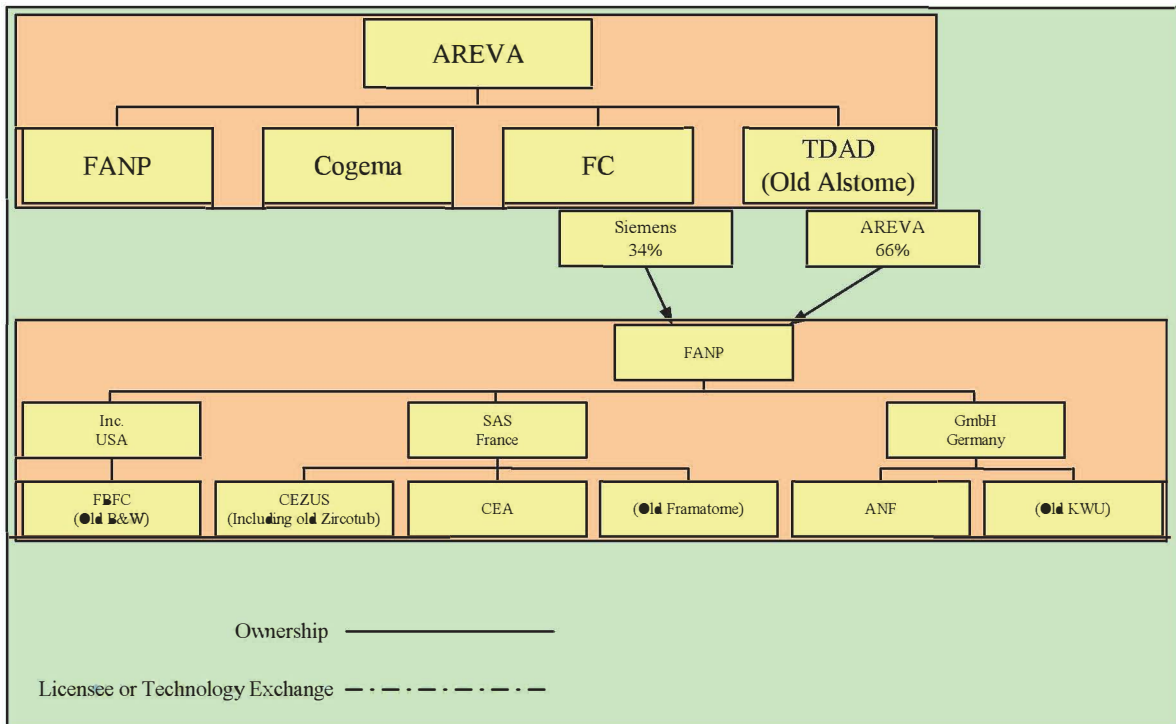 AREVA
FANP
Cogema
FC
TDAD
(Old Alstome)
Siemens
34%
AREVA
66%
FANP
Inc.
USA
SAS
France
GmbH
Germany
FBFC
(Old B&W)
CEZUS
(Including old Zircotub)
CEA
(Old Framatome)
ANF
(Old KWU)
Ownership
Licensee or Technology Exchange